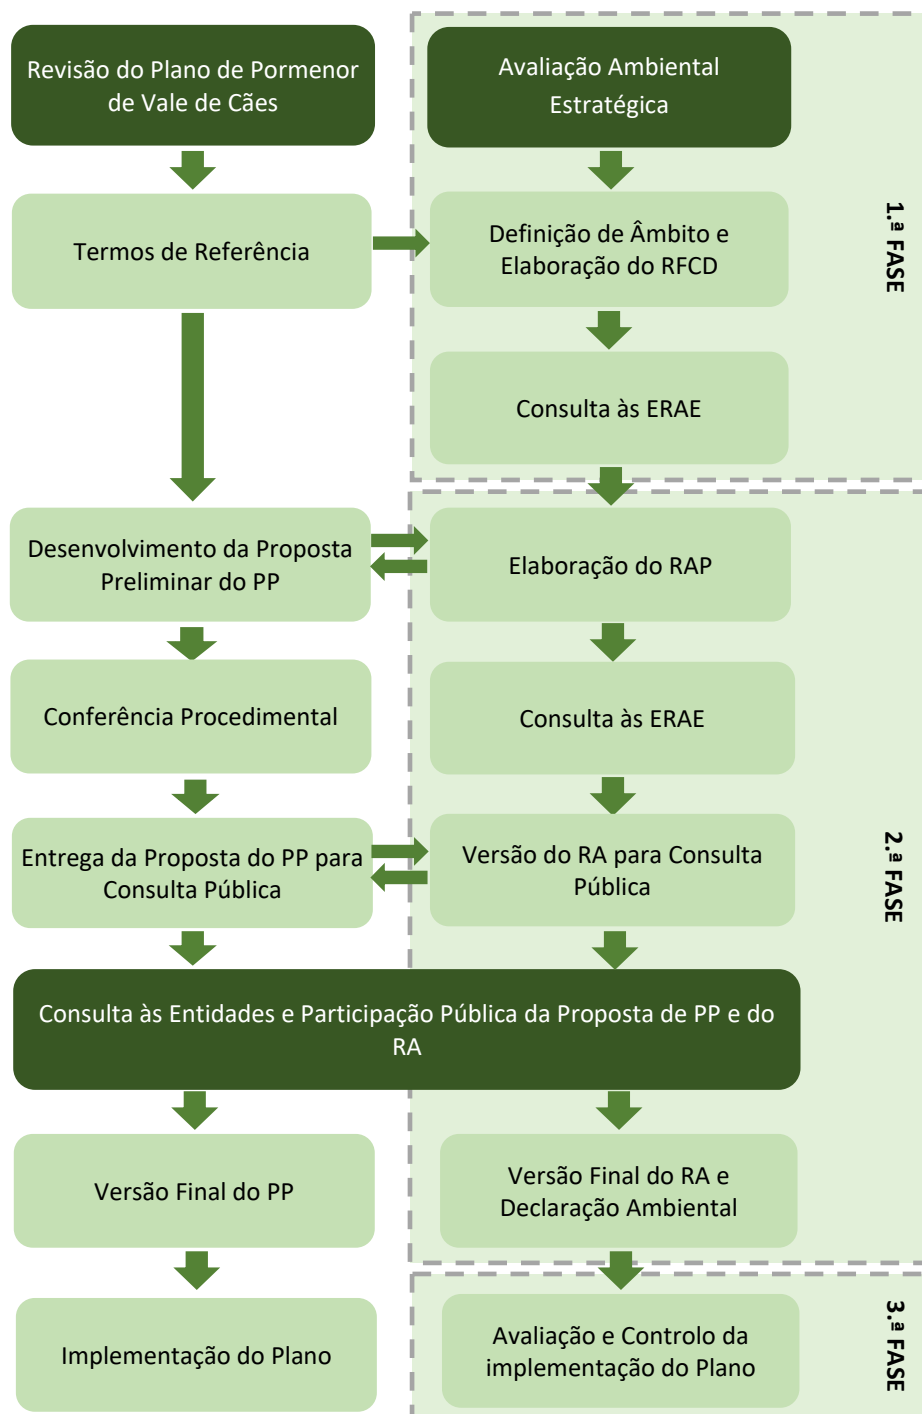 Revisão do Plano de Pormenor
de Vale de Cães
Avaliação Ambiental
Estratégica
1.ª FASE
Termos de Referência
Definição de Âmbito e
Elaboração do RFCD
Consulta às ERAE
Desenvolvimento da Proposta
Preliminar do PP
Elaboração do RAP
Conferência Procedimental
Consulta às ERAE
2.ª FASE
Entrega da Proposta do PP para
Consulta Pública
Versão do RA para Consulta
Pública
Consulta às Entidades e Participação Pública da Proposta de PP e do
RA
Versão Final do PP
Versão Final do RA e
Declaração Ambiental
3.ª FASE
Implementação do Plano
Avaliação e Controlo da
implementação do Plano